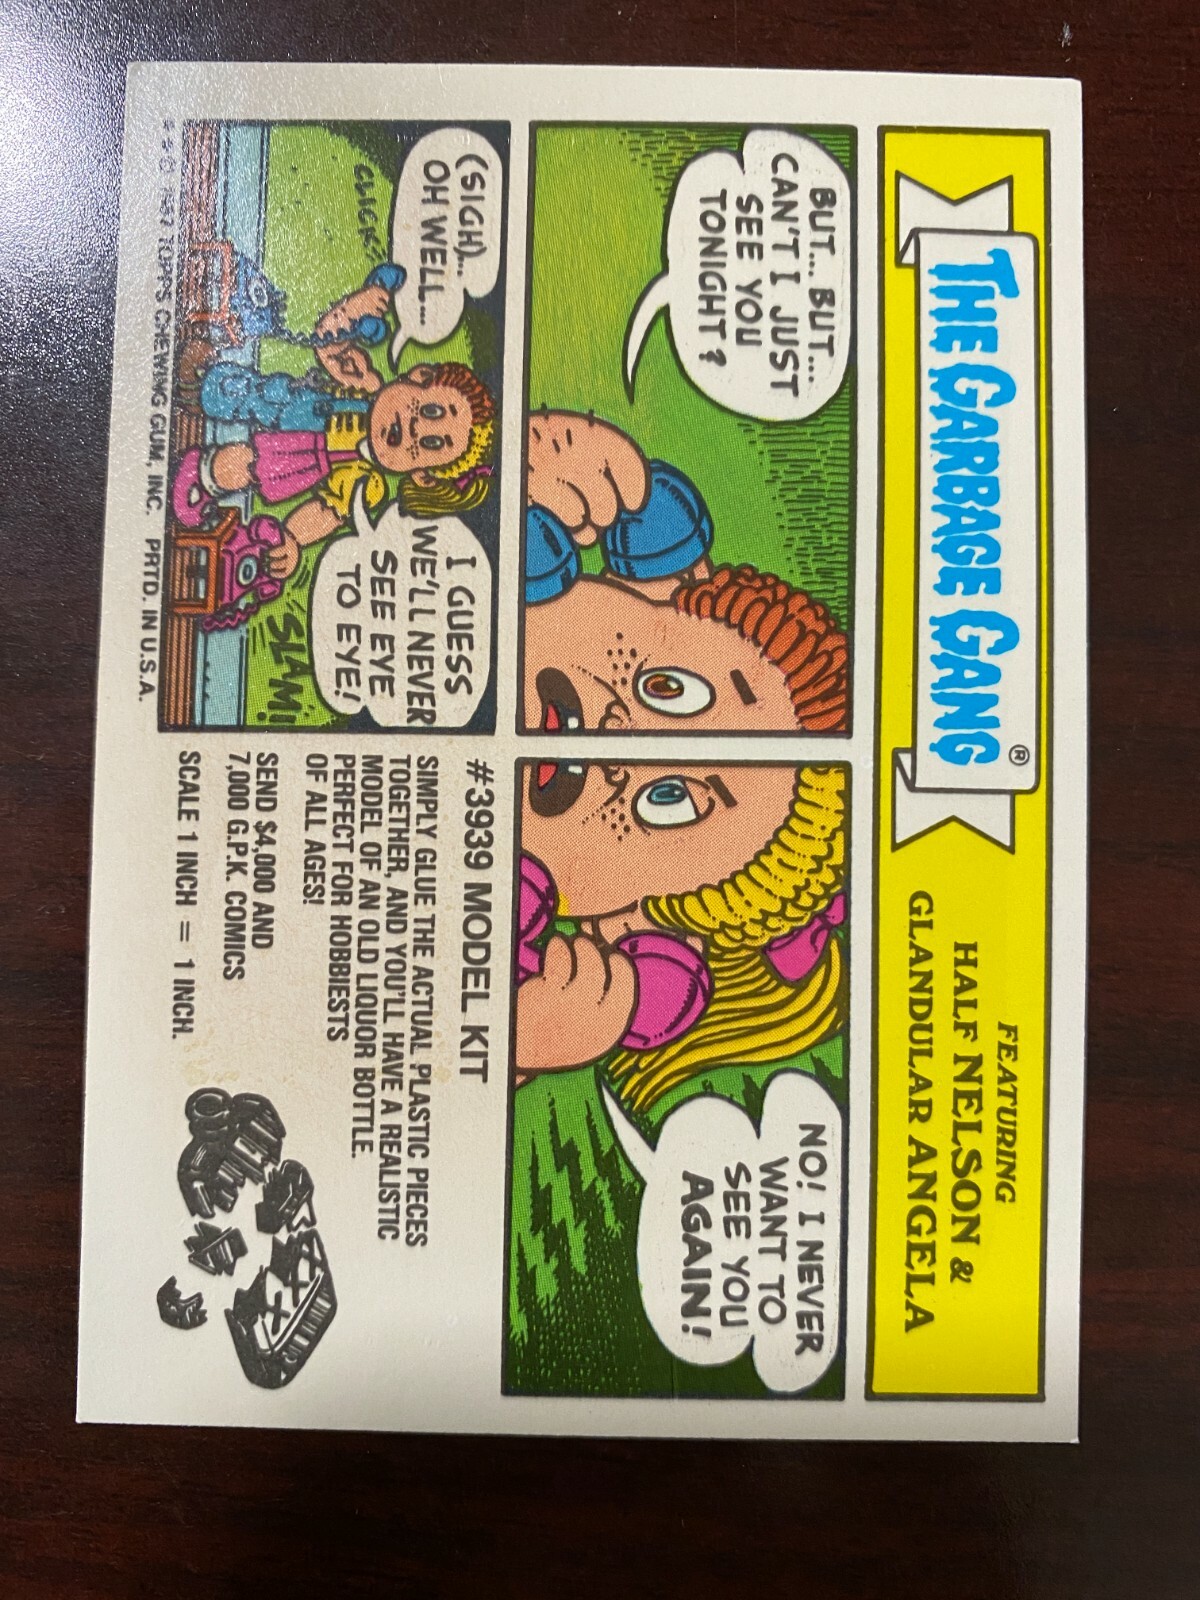 THE GARBAGE GANG®
FEATURING
HALF NELSON &
GLANDULAR ANGELA
BUT... BUT...
CAN'T I JUST
SEE YOU
TONIGHT?
NO! I NEVER
WANT TO
SEE YOU
AGAIN!
(SIGH)...
OH WELL...
CLICK!
I GUESS
WE'LL NEVER
SEE EYE
TO EYE!
SLAM!
#3939 MODEL KIT
SIMPLY GLUE THE ACTUAL PLASTIC PIECES
TOGETHER, AND YOU'LL HAVE A REALISTIC
MODEL OF AN OLD LIQUOR BOTTLE.
PERFECT FOR HOBBIESTS
OF ALL AGES!
SEND $4,000 AND
7,000 G.P.K. COMICS
SCALE 1 INCH = 1 INCH.
** © 1987 TOPPS CHEWING GUM, INC. PRTD. IN U.S.A.